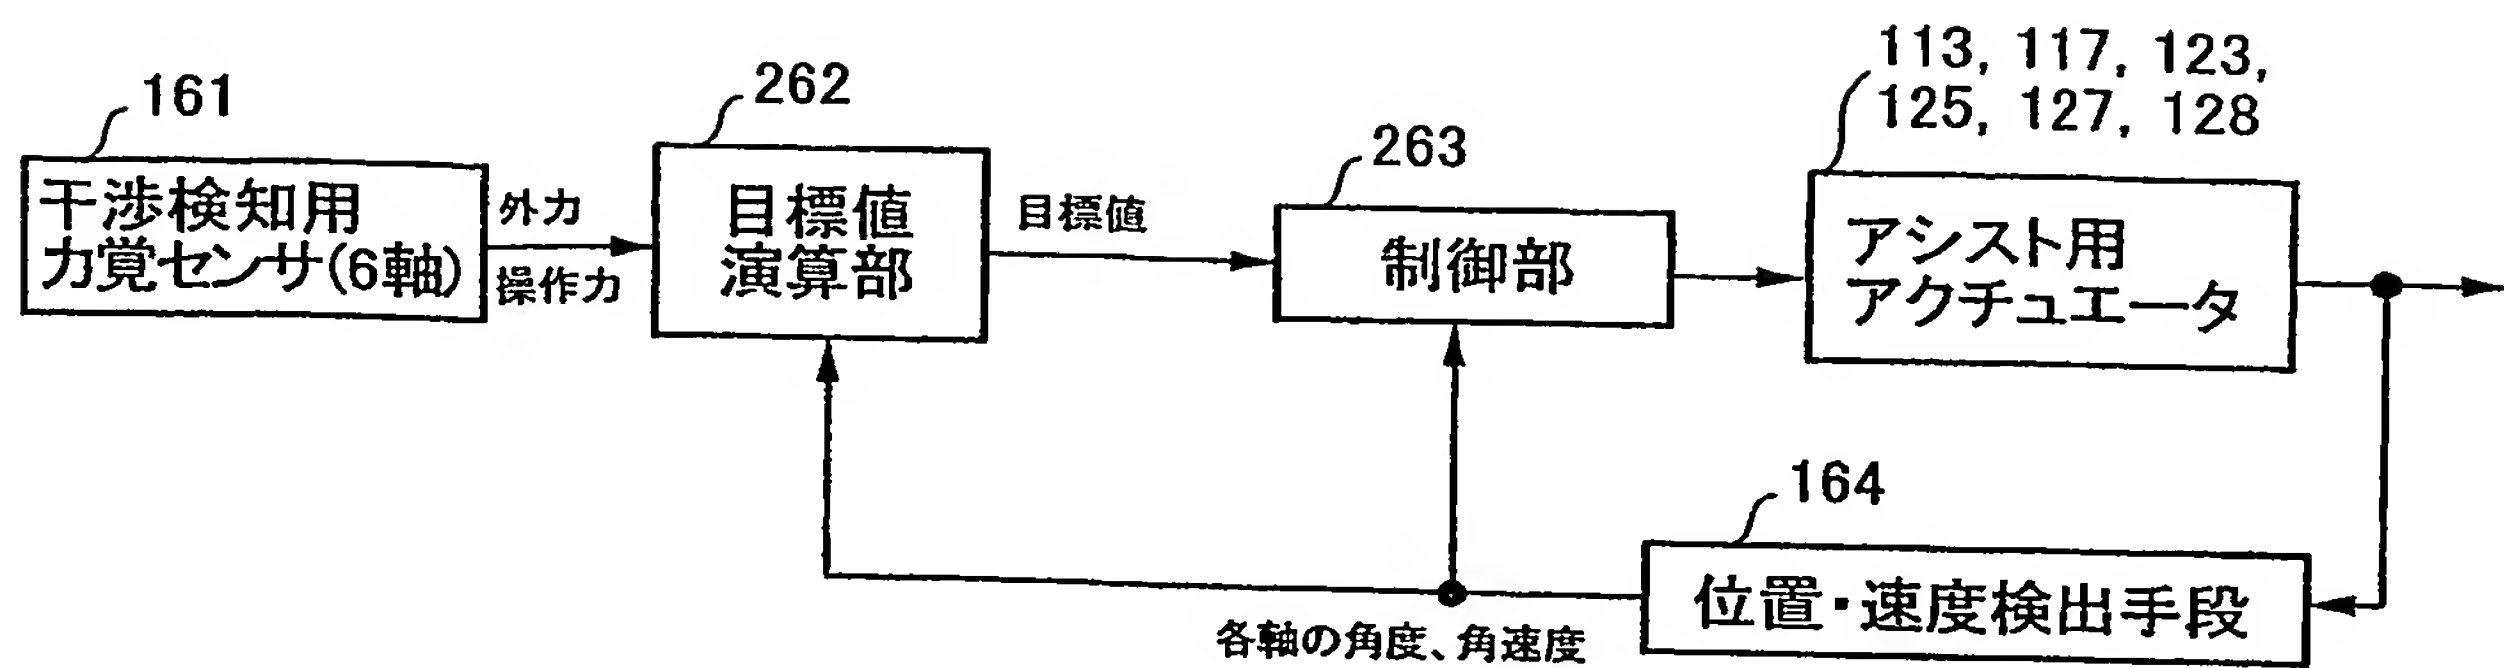 161
干渉検知用
力覚センサ(6軸)
外力
操作力
262
目標値
演算部
目標値
263
制御部
113, 117, 123,
125, 127, 128
アシスト用
アクチュエータ
164
位置・速度検出手段
各軸の角度、角速度